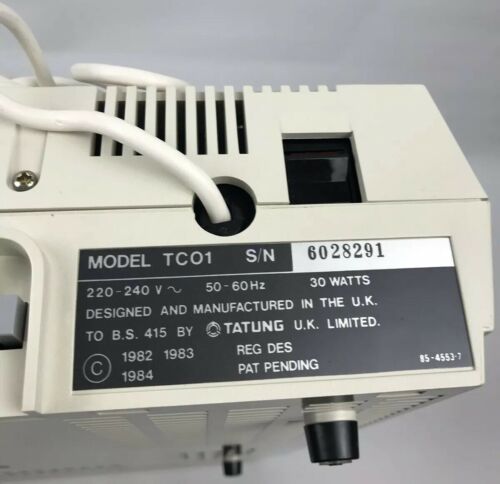 MODEL TC01 S/N 6028291
220-240 V ~ 50-60Hz 30 WATTS
DESIGNED AND MANUFACTURED IN THE U.K.
TO B.S. 415 BY TATUNG U.K. LIMITED.
© 1982 1983 REG DES
1984 PAT PENDING 85-4553-7